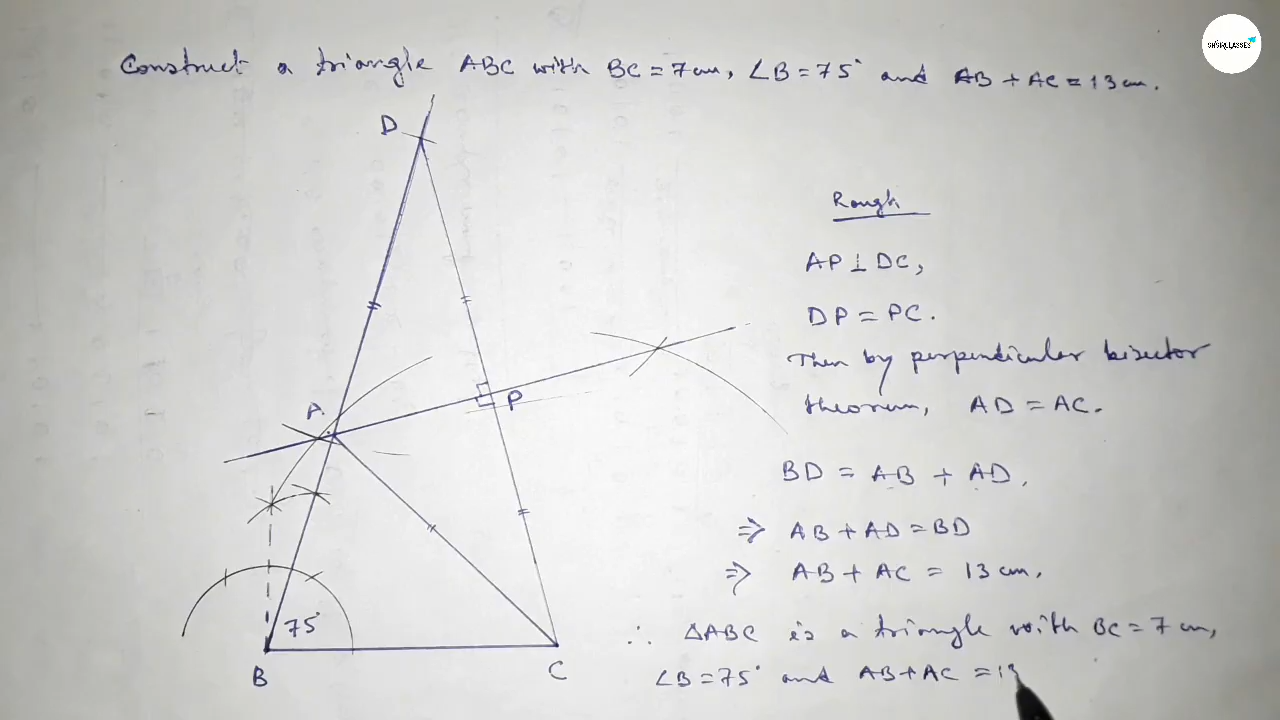 Construct a triangle ABC with BC = 7 cm, ∠B = 75° and AB + AC = 13 cm.
D
Rough
AP ⊥ DC,
DP = PC.
Then by perpendicular bisector
theorem, AD = AC.
A
P
BD = AB + AD.
⇒ AB + AD = BD
⇒ AB + AC = 13 cm.
∴ △ABC is a triangle with BC = 7 cm,
∠B = 75° and AB + AC = 13
75°
B
C